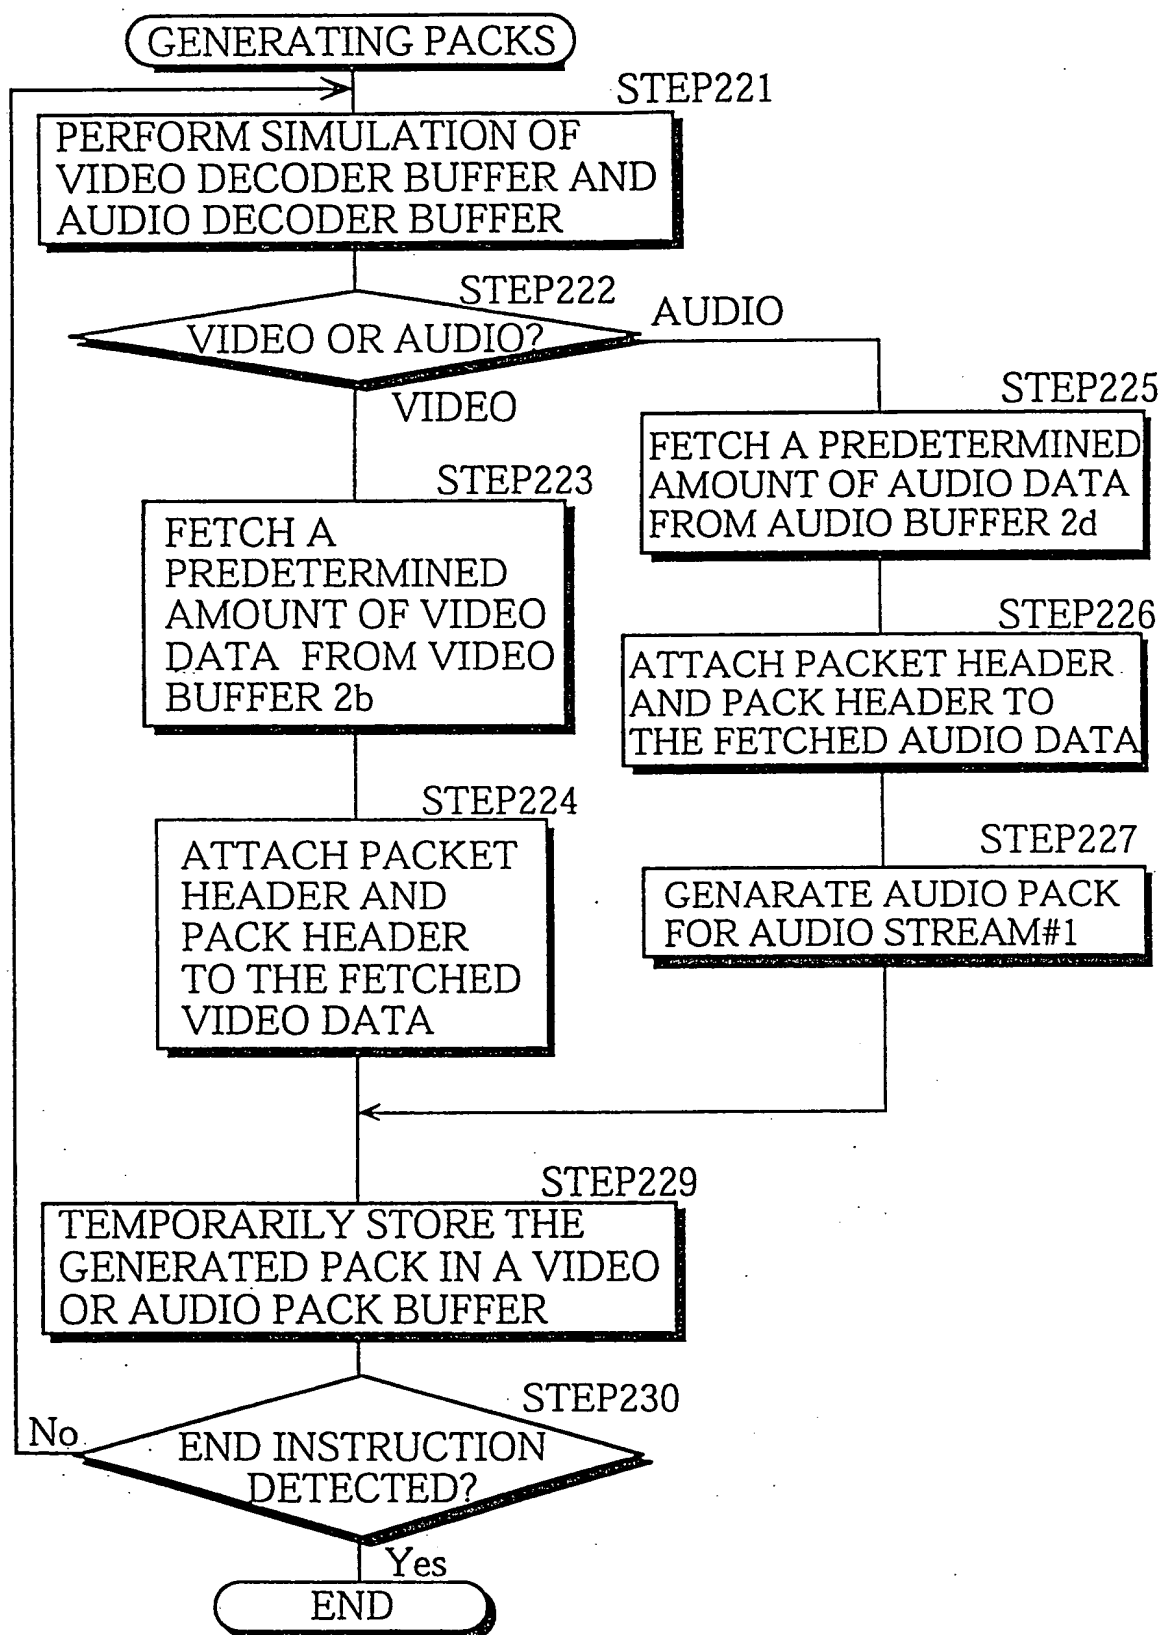 GENERATING PACKS
STEP221
PERFORM SIMULATION OF
VIDEO DECODER BUFFER AND
AUDIO DECODER BUFFER
STEP222
VIDEO OR AUDIO?
AUDIO
VIDEO
STEP223
FETCH A
PREDETERMINED
AMOUNT OF VIDEO
DATA FROM VIDEO
BUFFER 2b
STEP224
ATTACH PACKET
HEADER AND
PACK HEADER
TO THE FETCHED
VIDEO DATA
STEP225
FETCH A PREDETERMINED
AMOUNT OF AUDIO DATA
FROM AUDIO BUFFER 2d
STEP226
ATTACH PACKET HEADER
AND PACK HEADER TO
THE FETCHED AUDIO DATA
STEP227
GENARATE AUDIO PACK
FOR AUDIO STREAM#1
STEP229
TEMPORARILY STORE THE
GENERATED PACK IN A VIDEO
OR AUDIO PACK BUFFER
STEP230
No
END INSTRUCTION
DETECTED?
Yes
END